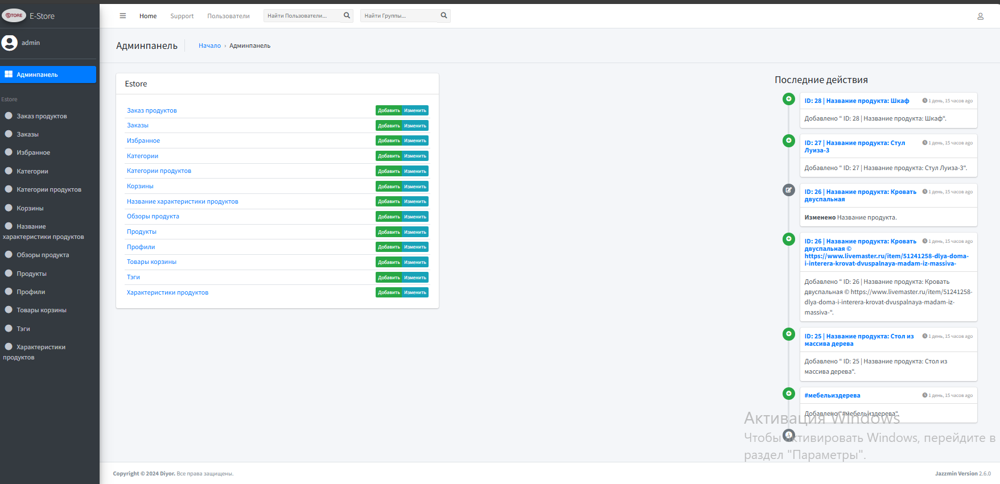 STORE E-Store
Home Support Пользователи Найти Пользователи... Найти Группы...
admin
Админпанель
Начало › Админпанель
Админпанель
Estore
Заказ продуктов
Заказы
Избранное
Категории
Категории продуктов
Корзины
Название
характеристики продуктов
Обзоры продукта
Продукты
Профили
Товары корзины
Тэги
Характеристики
продуктов
Estore
Заказ продуктов Добавить Изменить
Заказы Добавить Изменить
Избранное Добавить Изменить
Категории Добавить Изменить
Категории продуктов Добавить Изменить
Корзины Добавить Изменить
Название характеристики продуктов Добавить Изменить
Обзоры продукта Добавить Изменить
Продукты Добавить Изменить
Профили Добавить Изменить
Товары корзины Добавить Изменить
Тэги Добавить Изменить
Характеристики продуктов Добавить Изменить
Последние действия
ID: 28 | Название продукта: Шкаф 1 день, 15 часов ago
Добавлено “ ID: 28 | Название продукта: Шкаф“.
ID: 27 | Название продукта: Стул 1 день, 15 часов ago
Луиза-3
Добавлено “ ID: 27 | Название продукта: Стул Луиза-3“.
ID: 26 | Название продукта: Кровать 1 день, 15 часов ago
двуспальная
Изменено Название продукта.
ID: 26 | Название продукта: Кровать 1 день, 15 часов ago
двуспальная ©
https://www.livemaster.ru/item/51241258-dlya-doma-
i-interera-krovat-dvuspalnaya-madam-iz-massiva-
Добавлено “ ID: 26 | Название продукта: Кровать
двуспальная © https://www.livemaster.ru/item/51241258-
dlya-doma-i-interera-krovat-dvuspalnaya-madam-iz-
massiva-“.
ID: 25 | Название продукта: Стол из 1 день, 15 часов ago
массива дерева
Добавлено “ ID: 25 | Название продукта: Стол из
массива дерева“.
#мебельиздерева 1 день, 15 часов ago
Добавлено “#мебельиздерева“.
Активация Windows
Чтобы активировать Windows, перейдите в
раздел "Параметры".
Copyright © 2024 Diyor. Все права защищены.
Jazzmin Version 2.6.0